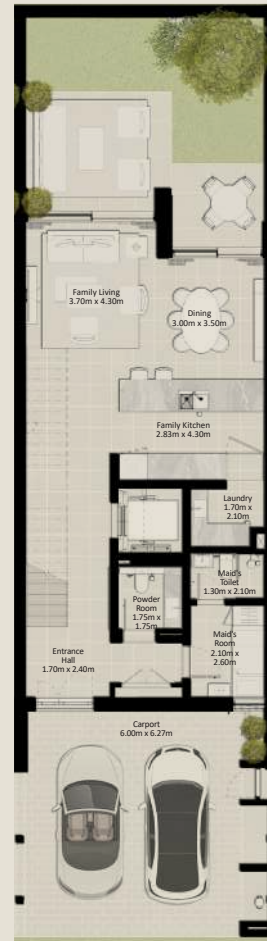 Family Living
3.70m x 4.30m
Dining
3.00m x 3.50m
Family Kitchen
2.83m x 4.30m
Laundry
1.70m x
2.10m
Maid's
Toilet
1.30m x 2.10m
Powder
Room
1.75m x
1.75m
Maid's
Room
2.10m x
2.60m
Entrance
Hall
1.70m x 2.40m
Carport
6.00m x 6.27m